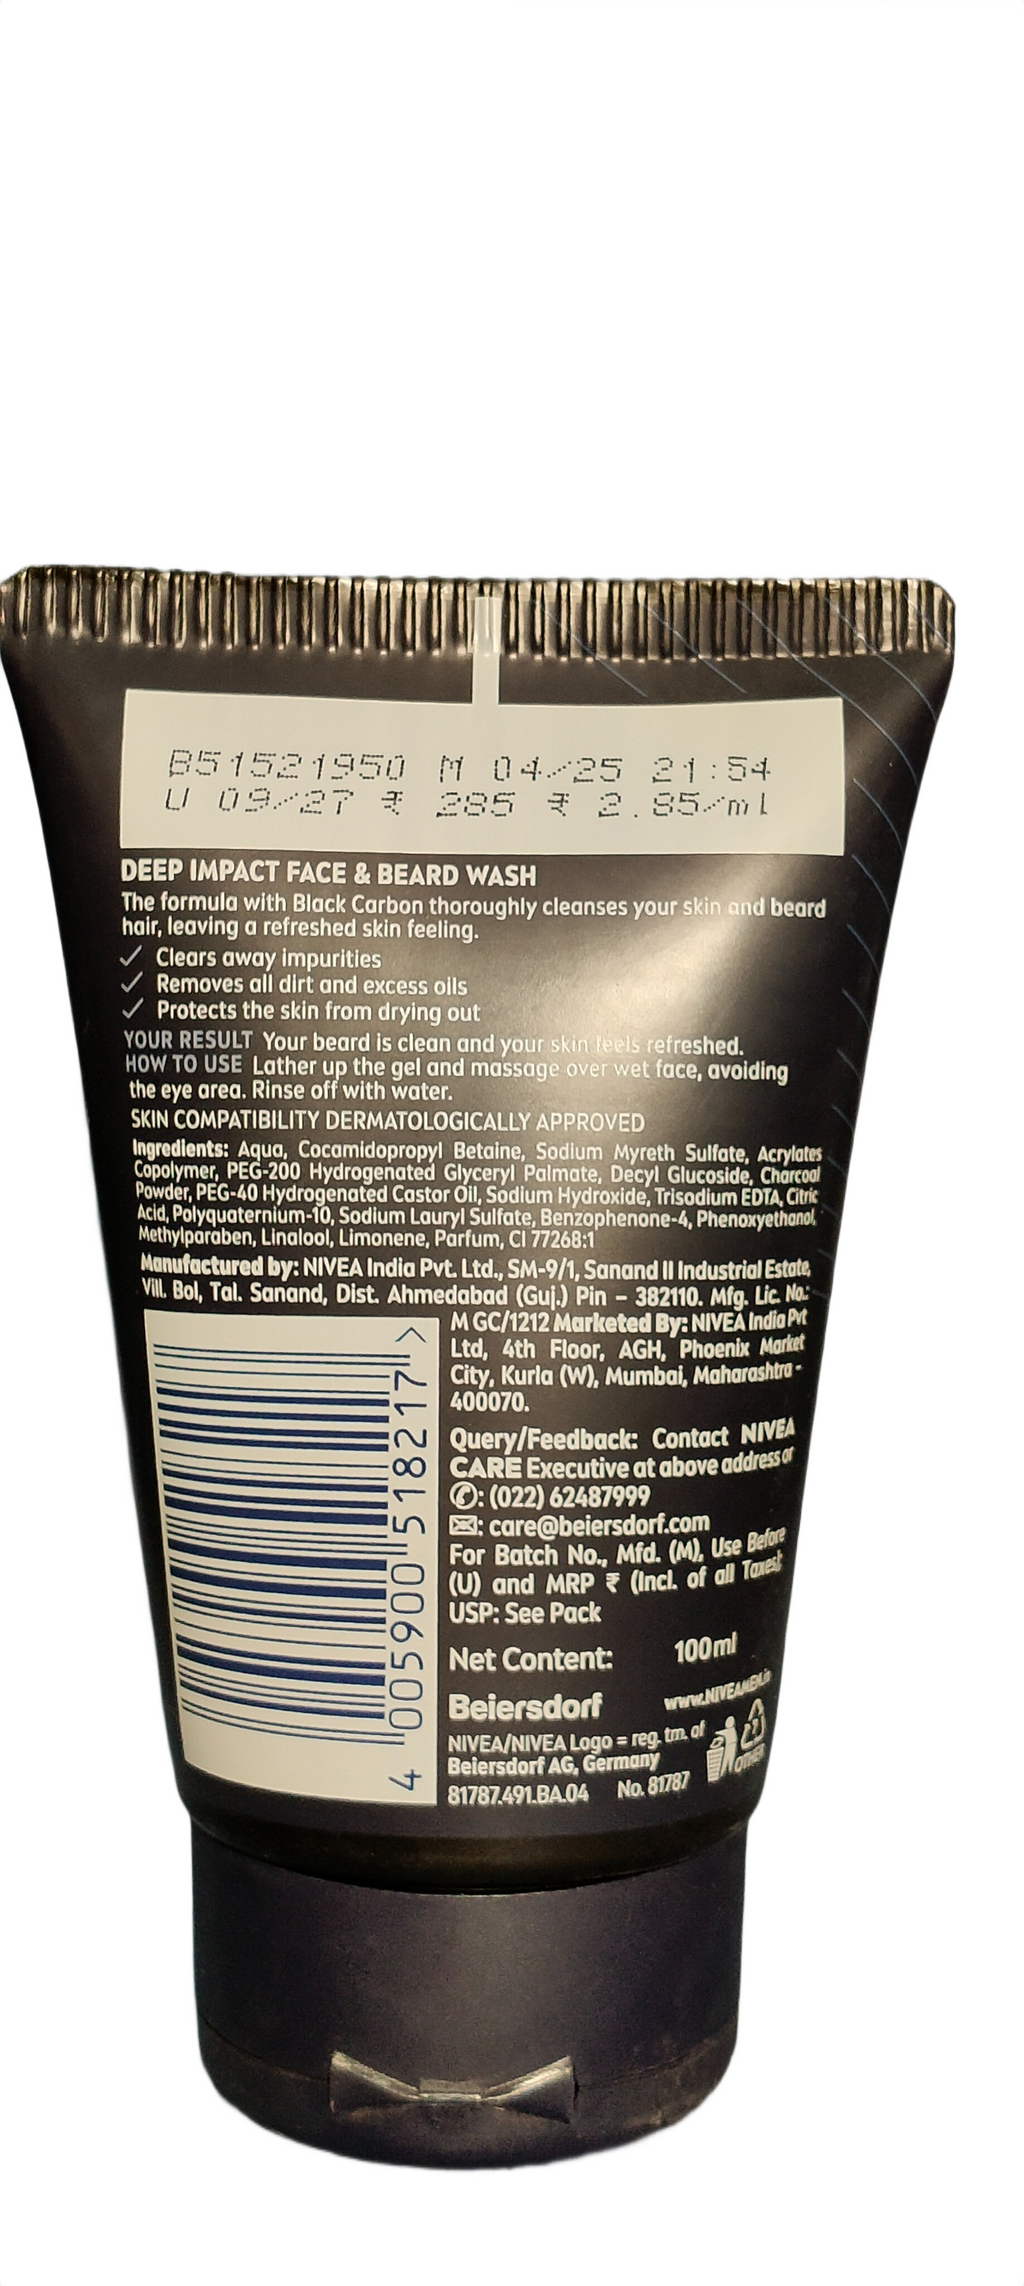 B51521950 M 04/25 21:54
U 09/27 ₹ 285 ₹ 2.85/ml
DEEP IMPACT FACE & BEARD WASH
The formula with Black Carbon thoroughly cleanses your skin and beard
hair, leaving a refreshed skin feeling.
✓ Clears away impurities
✓ Removes all dirt and excess oils
✓ Protects the skin from drying out
YOUR RESULT Your beard is clean and your skin feels refreshed.
HOW TO USE Lather up the gel and massage over wet face, avoiding
the eye area. Rinse off with water.
SKIN COMPATIBILITY DERMATOLOGICALLY APPROVED
Ingredients: Aqua, Cocamidopropyl Betaine, Sodium Myreth Sulfate, Acrylates
Copolymer, PEG-200 Hydrogenated Glyceryl Palmate, Decyl Glucoside, Charcoal
Powder, PEG-40 Hydrogenated Castor Oil, Sodium Hydroxide, Trisodium EDTA, Citric
Acid, Polyquaternium-10, Sodium Lauryl Sulfate, Benzophenone-4, Phenoxyethanol,
Methylparaben, Linalool, Limonene, Parfum, CI 77268:1
Manufactured by: NIVEA India Pvt. Ltd., SM-9/1, Sanand II Industrial Estate,
Vill. Bol, Tal. Sanand, Dist. Ahmedabad (Guj.) Pin – 382110. Mfg. Lic. No.:
M GC/1212 Marketed By: NIVEA India Pvt
Ltd, 4th Floor, AGH, Phoenix Market
City, Kurla (W), Mumbai, Maharashtra -
400070.
Query/Feedback: Contact NIVEA
CARE Executive at above address or
✆: (022) 62487999
✉: care@beiersdorf.com
For Batch No., Mfd. (M), Use Before
(U) and MRP ₹ (Incl. of all Taxes);
USP: See Pack
Net Content: 100ml
Beiersdorf www.NIVEAMEN.in
NIVEA/NIVEA Logo = reg. tm. of
Beiersdorf AG, Germany
81787.491.BA.04 No. 81787
7 OTHER
4 005900 518217 >